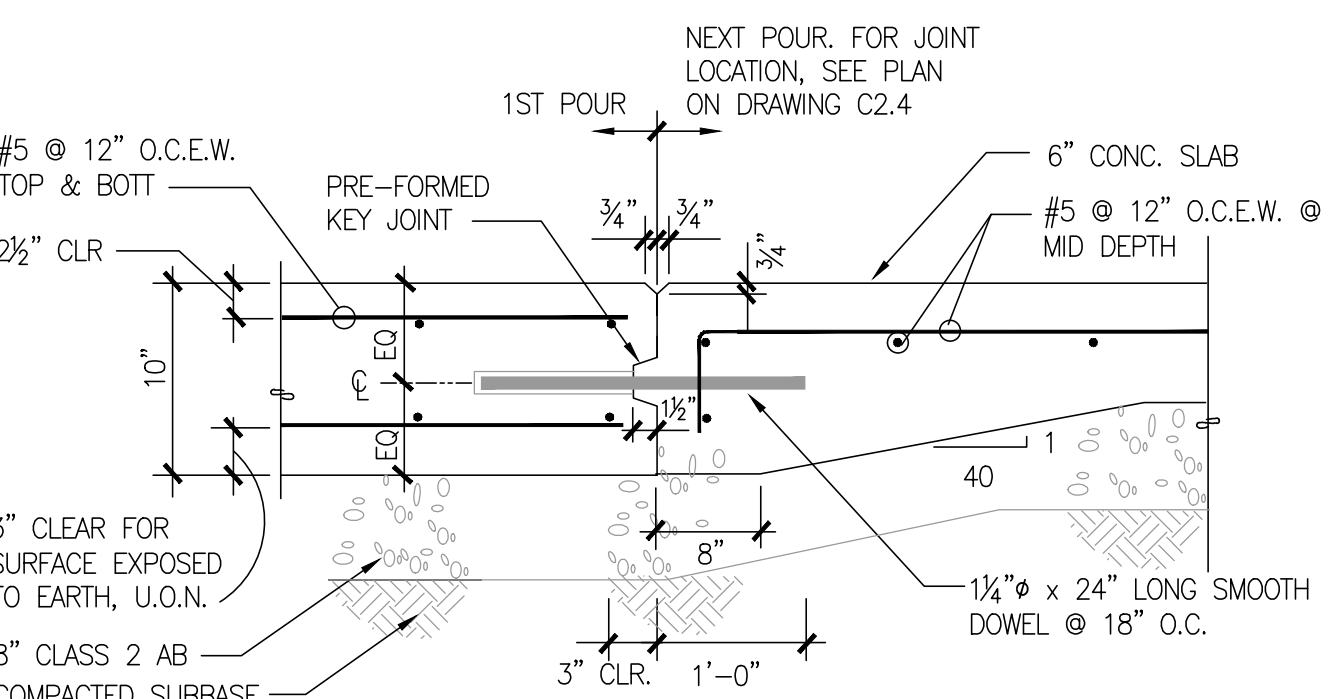 NEXT POUR. FOR JOINT
LOCATION, SEE PLAN
ON DRAWING C2.4
1ST POUR
#5 @ 12" O.C.E.W.
TOP & BOTT
PRE-FORMED
KEY JOINT
3/4"
3/4"
3/4"
6" CONC. SLAB
#5 @ 12" O.C.E.W. @
MID DEPTH
2½" CLR
10"
EQ
℄
EQ
1½"
1
40
8"
3" CLEAR FOR
SURFACE EXPOSED
TO EARTH, U.O.N.
1¼"ø x 24" LONG SMOOTH
DOWEL @ 18" O.C.
8" CLASS 2 AB
3" CLR.
1'-0"
COMPACTED SUBBASE